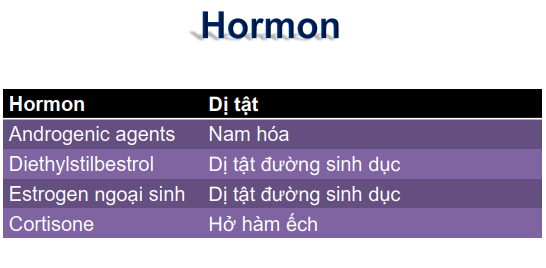 Hormon
Hormon Dị tật
Androgenic agents Nam hóa
Diethylstilbestrol Dị tật đường sinh dục
Estrogen ngoại sinh Dị tật đường sinh dục
Cortisone Hở hàm ếch